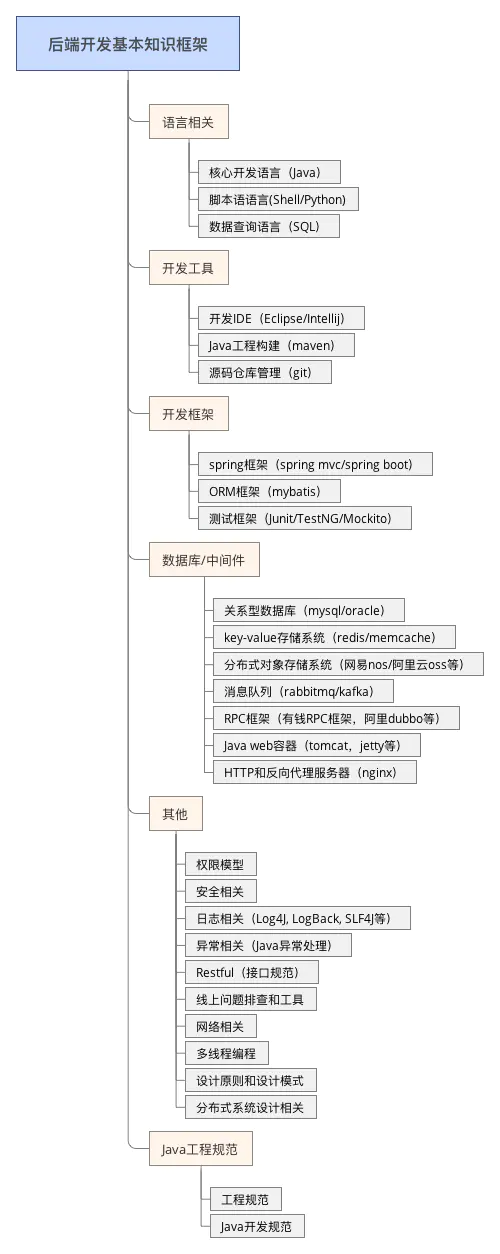 后端开发基本知识框架
语言相关
核心开发语言（Java）
脚本语语言(Shell/Python)
数据查询语言（SQL）
开发工具
开发IDE（Eclipse/Intellij）
Java工程构建（maven）
源码仓库管理（git）
开发框架
spring框架（spring mvc/spring boot）
ORM框架（mybatis）
测试框架（Junit/TestNG/Mockito）
数据库/中间件
关系型数据库（mysql/oracle）
key-value存储系统（redis/memcache）
分布式对象存储系统（网易nos/阿里云oss等）
消息队列（rabbitmq/kafka）
RPC框架（有钱RPC框架，阿里dubbo等）
Java web容器（tomcat，jetty等）
HTTP和反向代理服务器（nginx）
其他
权限模型
安全相关
日志相关（Log4J, LogBack, SLF4J等）
异常相关（Java异常处理）
Restful（接口规范）
线上问题排查和工具
网络相关
多线程编程
设计原则和设计模式
分布式系统设计相关
Java工程规范
工程规范
Java开发规范